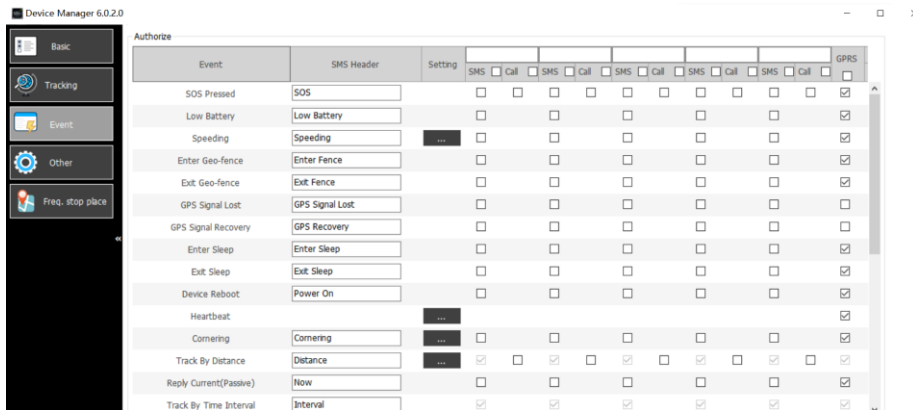 Device Manager 6.0.2.0
Authorize
Basic
Tracking
Event
Other
Freq. stop place
«
Event SMS Header Setting SMS Call SMS Call SMS Call SMS Call SMS Call GPRS
SOS Pressed SOS
Low Battery Low Battery
Speeding Speeding ...
Enter Geo-fence Enter Fence
Exit Geo-fence Exit Fence
GPS Signal Lost GPS Signal Lost
GPS Signal Recovery GPS Recovery
Enter Sleep Enter Sleep
Exit Sleep Exit Sleep
Device Reboot Power On
Heartbeat ...
Cornering Cornering ...
Track By Distance Distance ...
Reply Current(Passive) Now
Track By Time Interval Interval